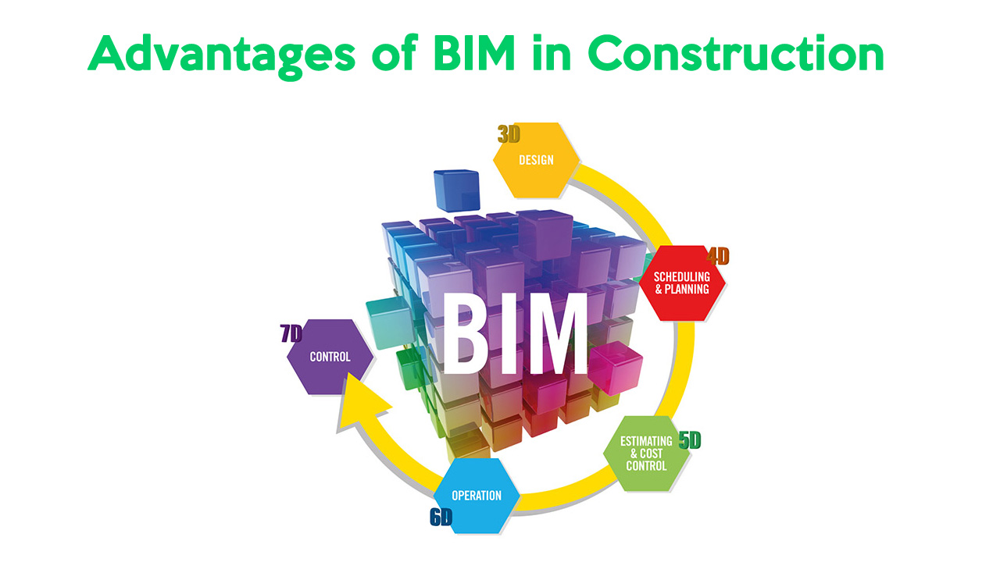 Advantages of BIM in Construction
3D
DESIGN
4D
SCHEDULING
& PLANNING
BIM
7D
CONTROL
ESTIMATING
& COST
CONTROL
5D
OPERATION
6D